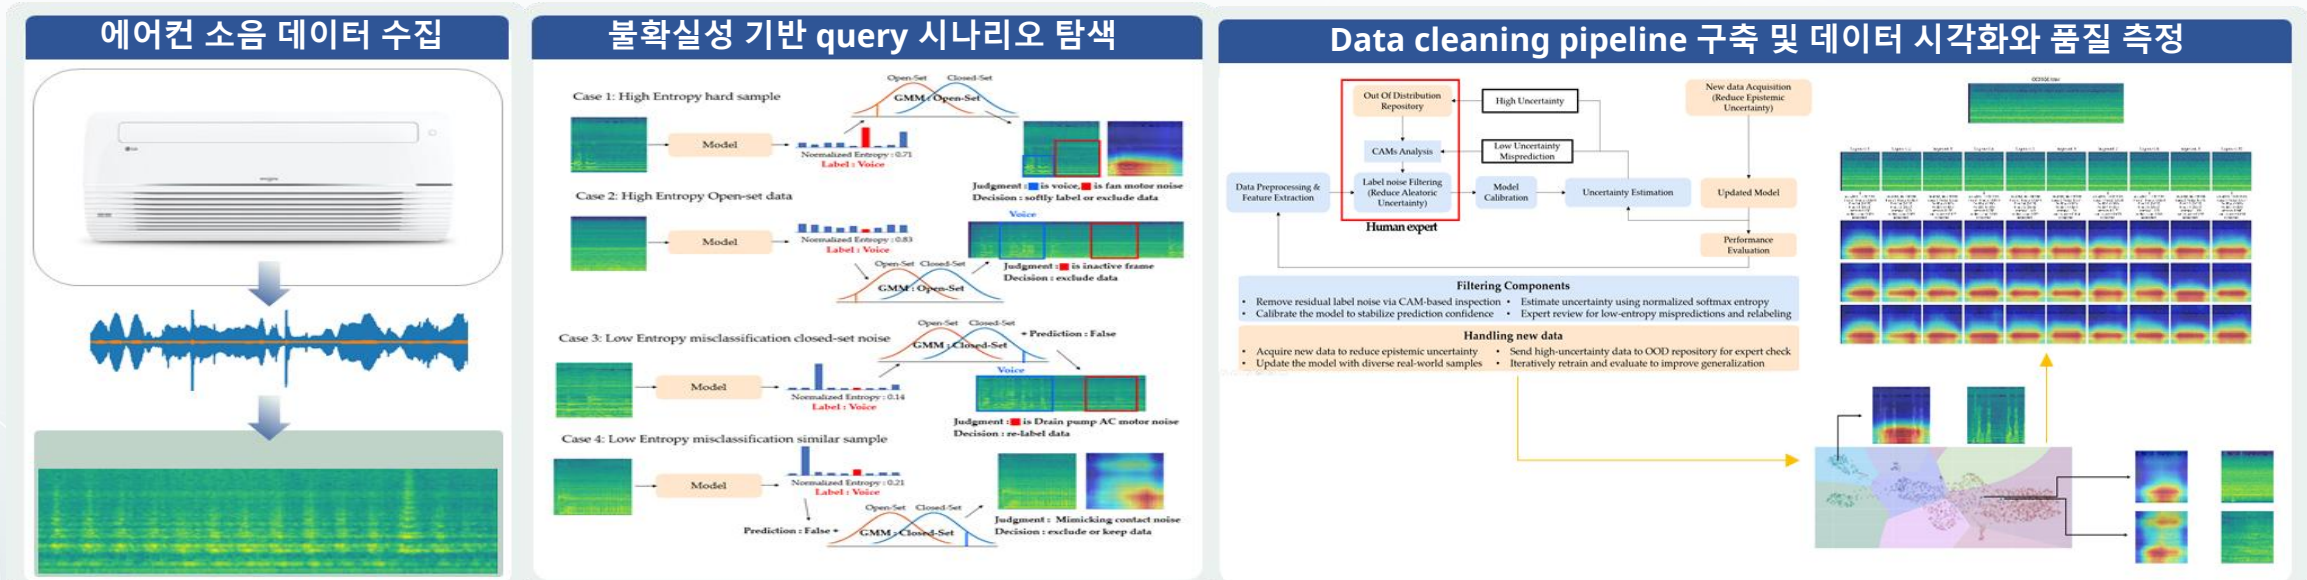 에어컨 소음 데이터 수집
불확실성 기반 query 시나리오 탐색
Case 1: High Entropy hard sample
Open-Set Closed-Set
GMM : Open-Set
Model
Normalized Entropy : 0.71
Label : Voice
Judgment : is voice, is fan motor noise
Decision : softly label or exclude data
Case 2: High Entropy Open-set data
Model
Normalized Entropy : 0.83
Label : Voice
Voice
Open-Set Closed-Set
GMM : Open-Set
Judgment : is inactive frame
Decision : exclude data
Case 3: Low Entropy misclassification closed-set noise
Open-Set Closed-Set
GMM : Closed-Set
Prediction : False
Model
Normalized Entropy : 0.14
Label : Voice
Voice
Judgment : is Drain pump AC motor noise
Decision : re-label data
Case 4: Low Entropy misclassification similar sample
Model
Normalized Entropy : 0.21
Label : Voice
Prediction : False
Open-Set Closed-Set
GMM : Closed-Set
Judgment : Mimicking contact noise
Decision : exclude or keep data
Data cleaning pipeline 구축 및 데이터 시각화와 품질 측정
Out Of Distribution
Repository
High Uncertainty
New data Acquisition
(Reduce Epistemic
Uncertainty)
CAMs Analysis
Low Uncertainty
Misprediction
Data Preprocessing &
Feature Extraction
Label noise Filtering
(Reduce Aleatoric
Uncertainty)
Model
Calibration
Uncertainty Estimation
Updated Model
Human expert
Performance
Evaluation
Filtering Components
• Remove residual label noise via CAM-based inspection
• Estimate uncertainty using normalized softmax entropy
• Calibrate the model to stabilize prediction confidence
• Expert review for low-entropy mispredictions and relabeling
Handling new data
• Acquire new data to reduce epistemic uncertainty
• Send high-uncertainty data to OOD repository for expert check
• Update the model with diverse real-world samples
• Iteratively retrain and evaluate to improve generalization